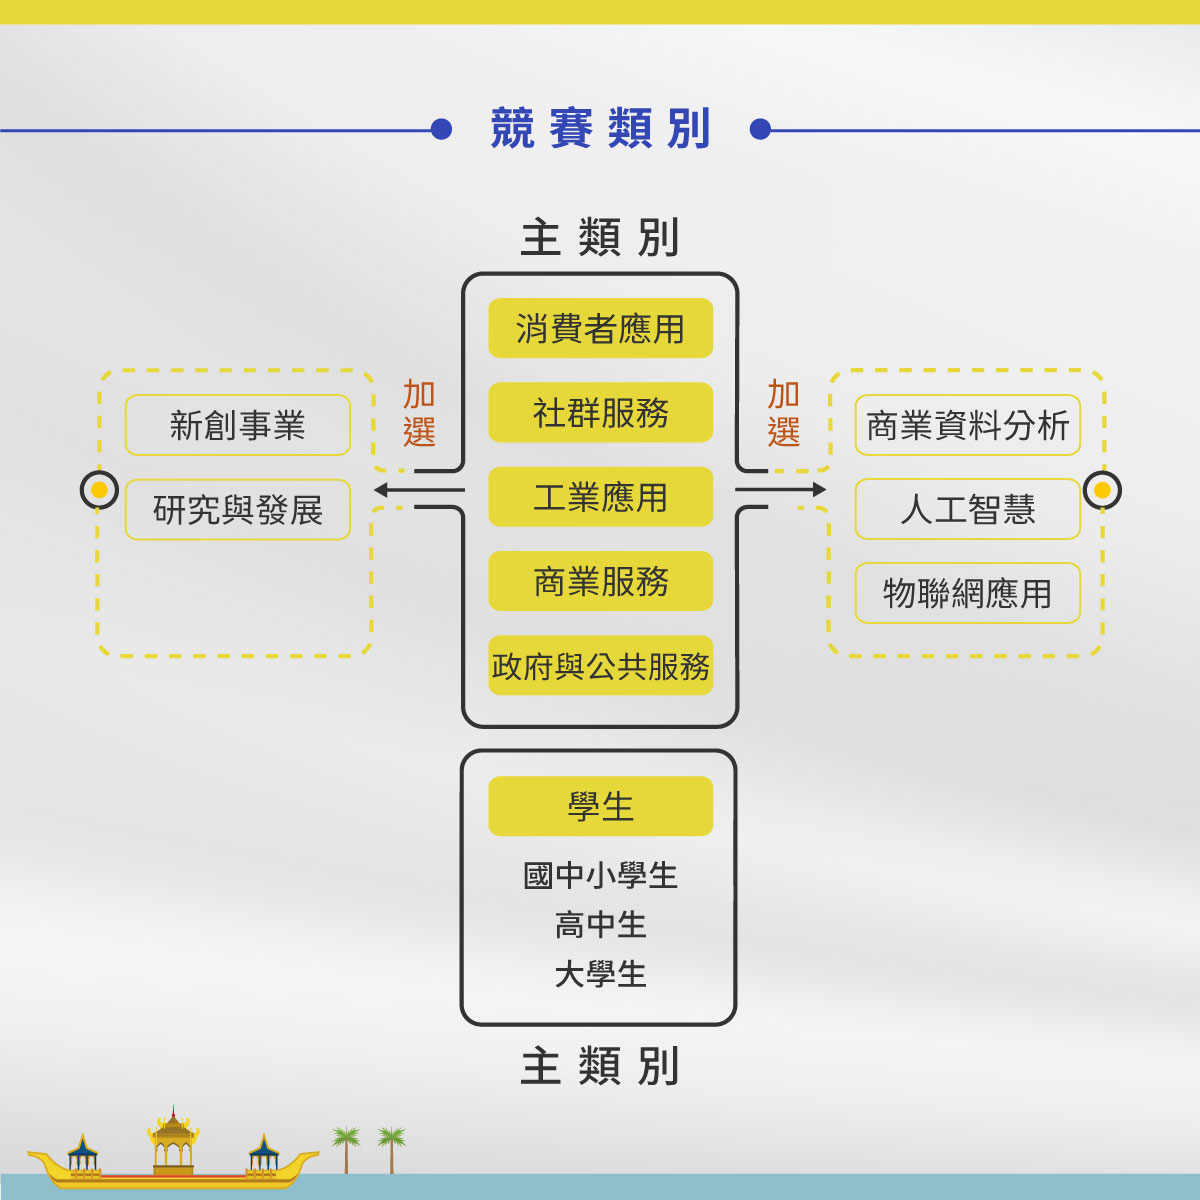 競賽類別
主類別
消費者應用
社群服務
工業應用
商業服務
政府與公共服務
加選
新創事業
研究與發展
加選
商業資料分析
人工智慧
物聯網應用
學生
國中小學生
高中生
大學生
主類別